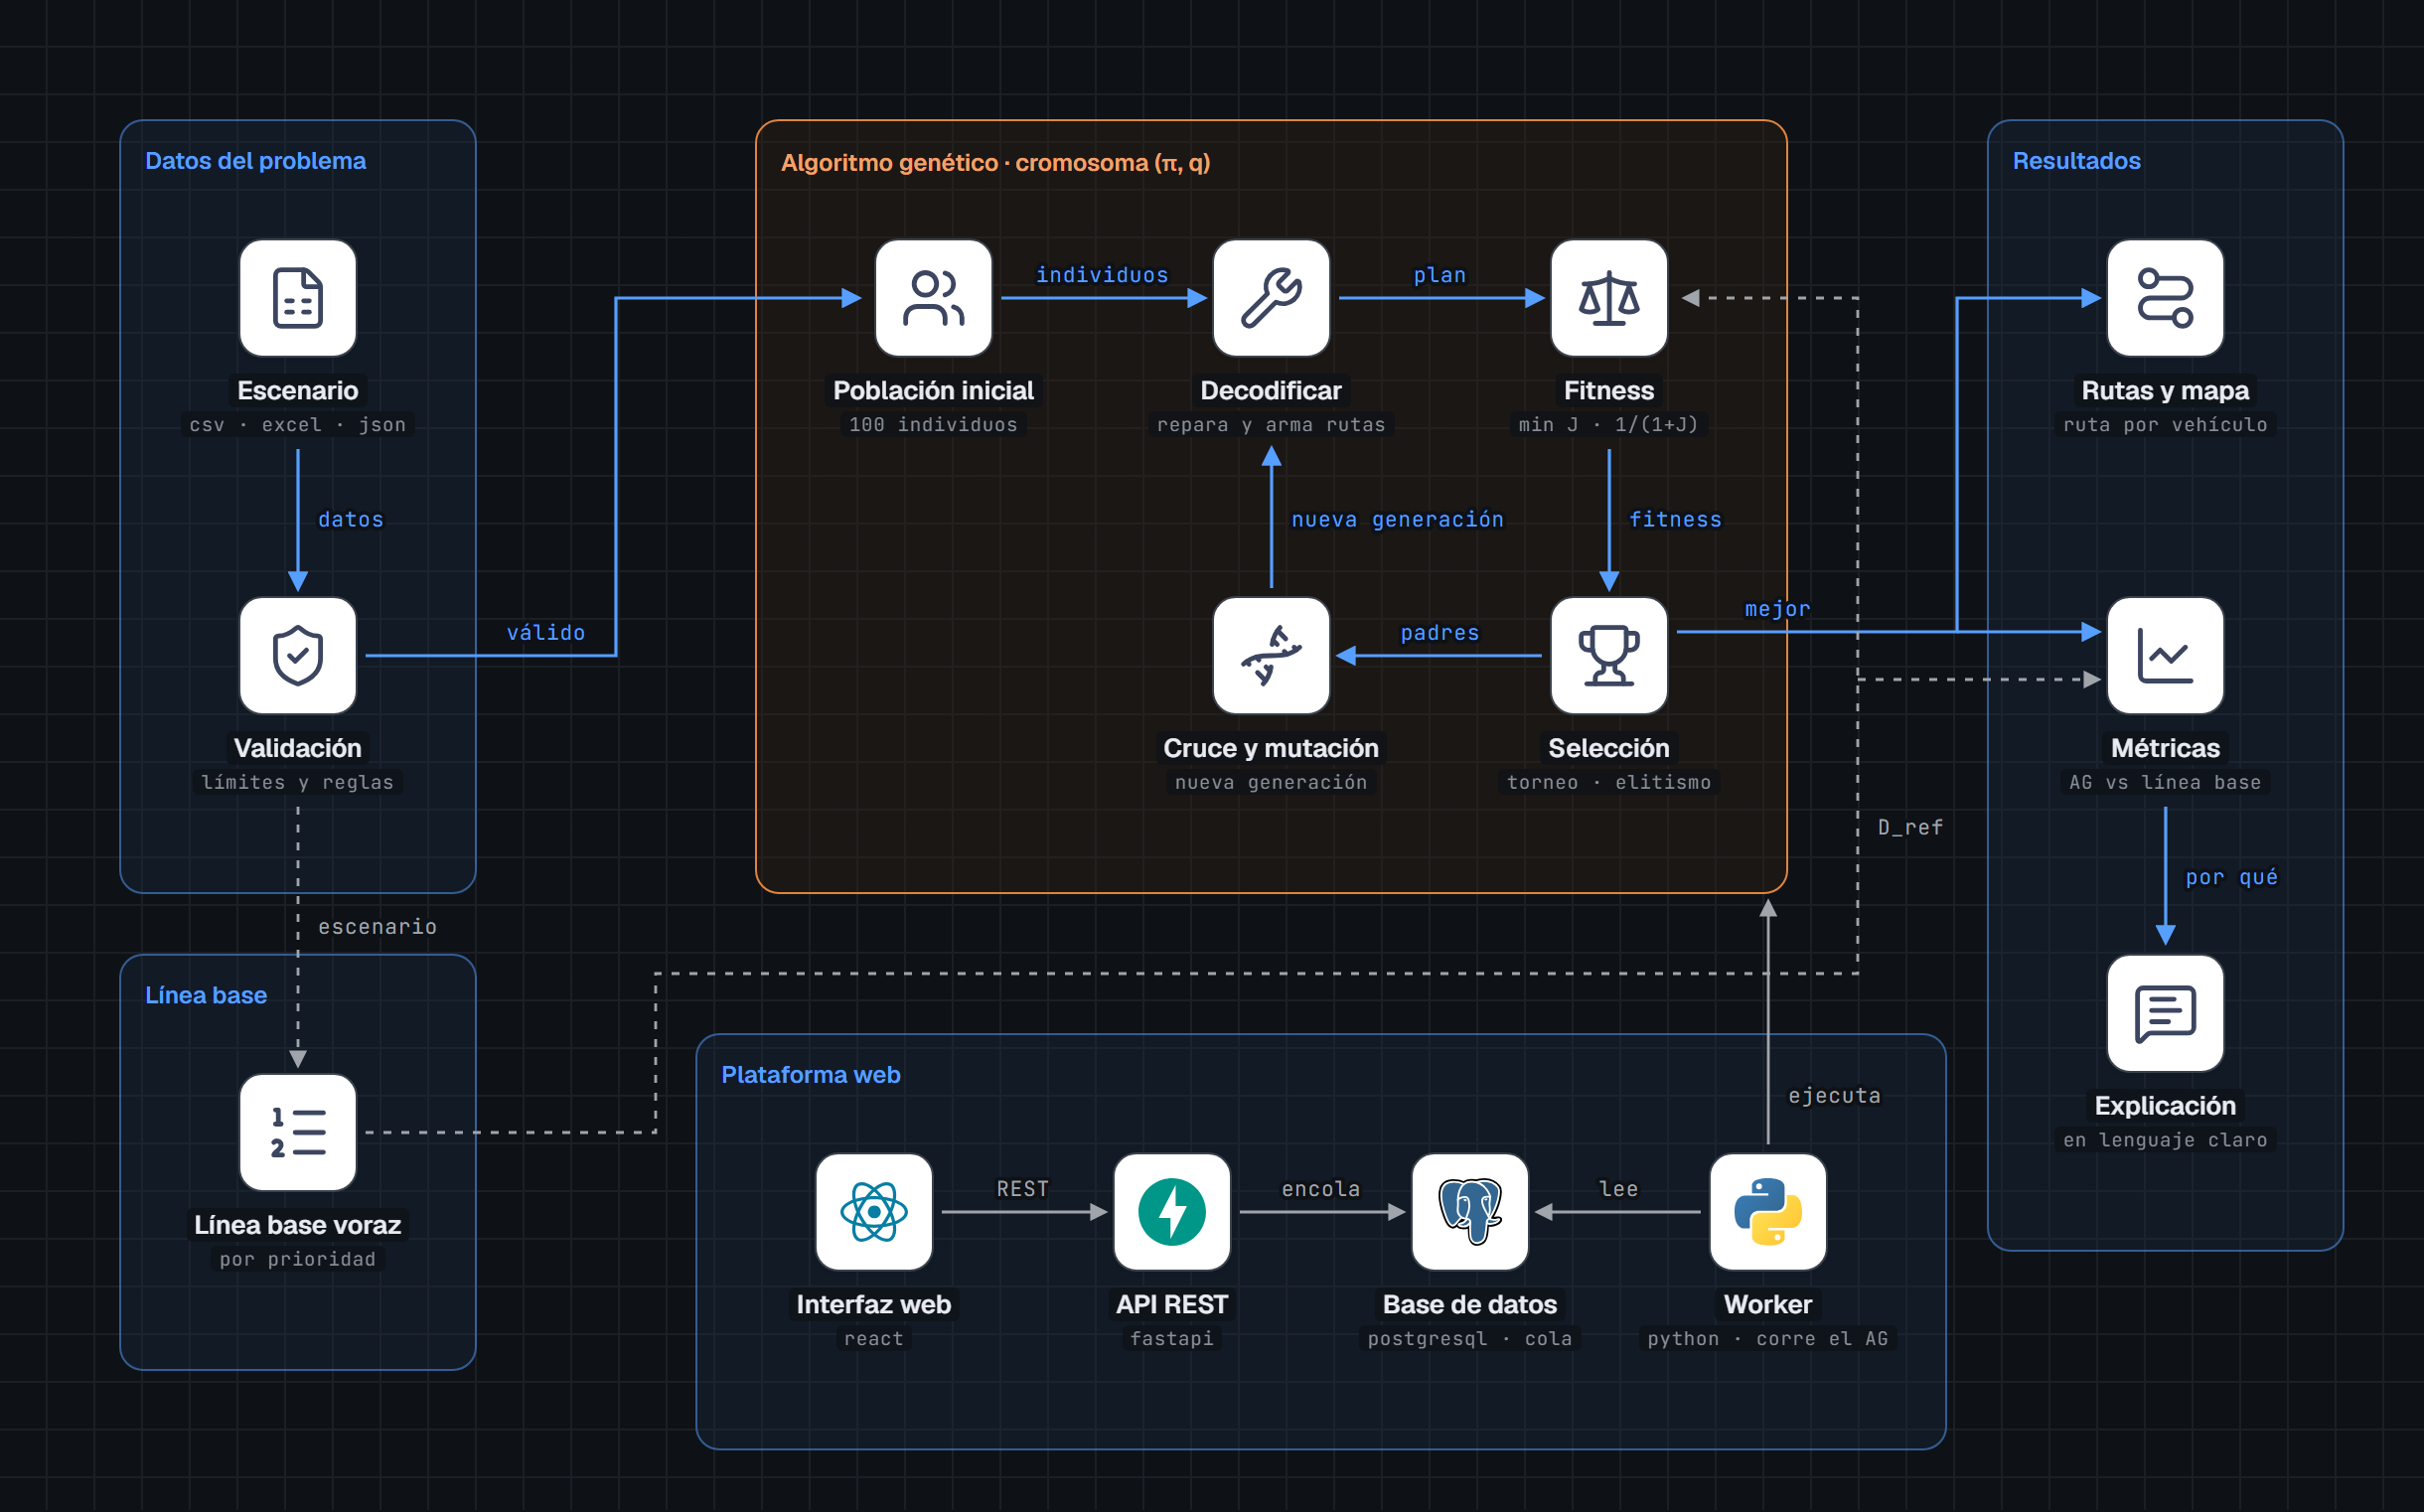 Datos del problema
Escenario
csv · excel · json
datos
Validación
límites y reglas
válido
escenario
Línea base
1
2
Línea base voraz
por prioridad
Algoritmo genético · cromosoma (π, q)
Población inicial
100 individuos
individuos
Decodificar
repara y arma rutas
plan
Fitness
min J · 1/(1+J)
nueva generación
fitness
Cruce y mutación
nueva generación
padres
Selección
torneo · elitismo
mejor
D_ref
Plataforma web
ejecuta
Interfaz web
react
REST
API REST
fastapi
encola
Base de datos
postgresql · cola
lee
Worker
python · corre el AG
Resultados
Rutas y mapa
ruta por vehículo
Métricas
AG vs línea base
por qué
Explicación
en lenguaje claro